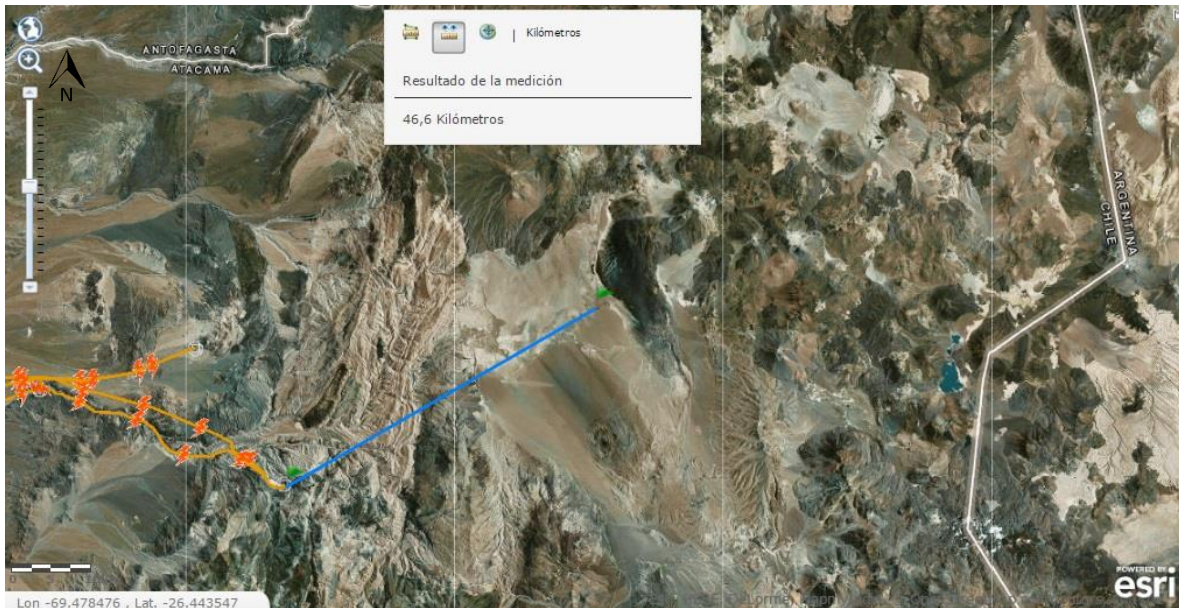 Kilómetros
Resultado de la medición
46,6 Kilómetros
ANTOFAGASTA
ATACAMA
N
ARGENTINA
CHILE
0
Lon -69.478476 , Lat. -26.443547
POWERED BY
esri